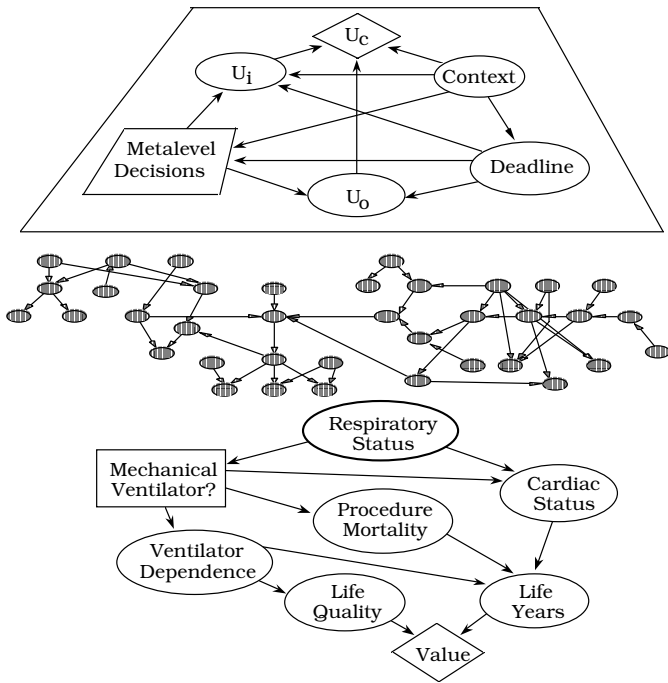 U_c
U_i
Context
Metalevel
Decisions
Deadline
U_o
Respiratory
Status
Mechanical
Ventilator?
Cardiac
Status
Procedure
Mortality
Ventilator
Dependence
Life
Quality
Life
Years
Value